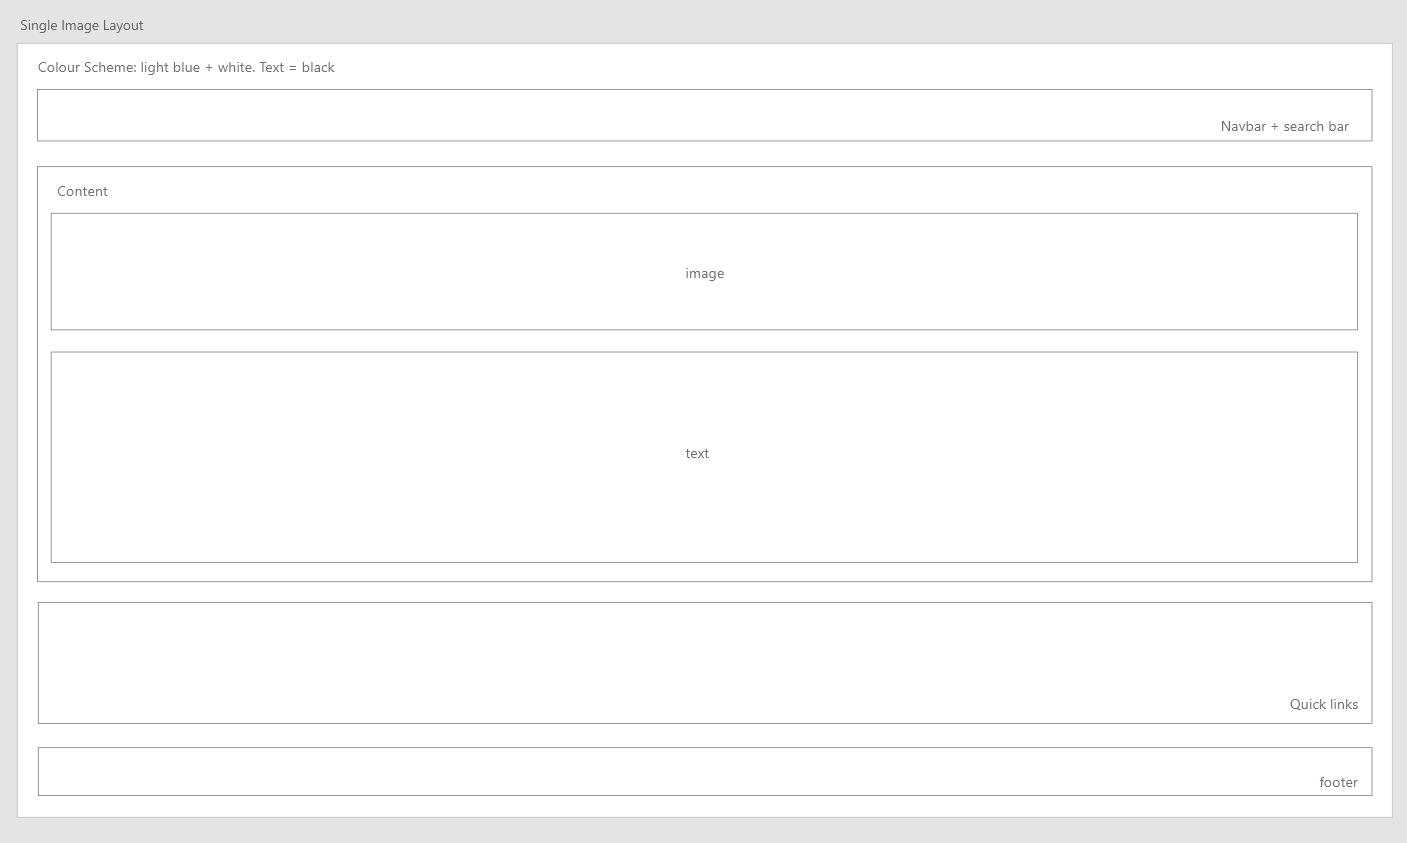 Single Image Layout
Colour Scheme: light blue + white. Text = black
Navbar + search bar
Content
image
text
Quick links
footer